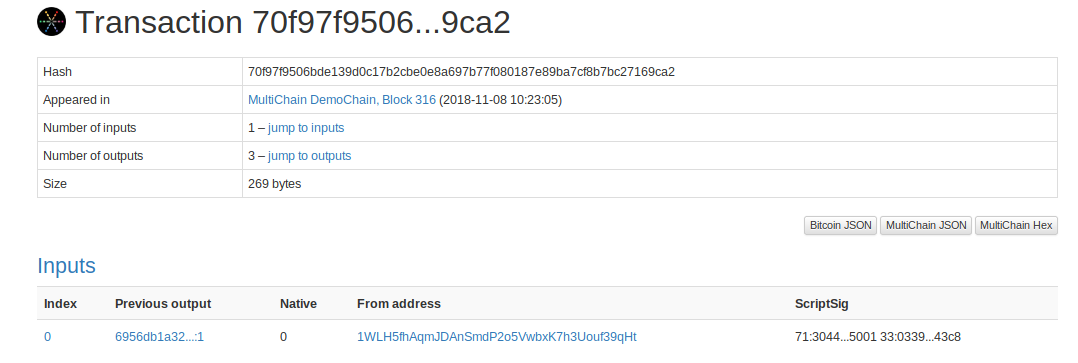 Transaction 70f97f9506...9ca2
Hash 70f97f9506bde139d0c17b2cbe0e8a697b77f080187e89ba7cf8b7bc27169ca2
Appeared in MultiChain DemoChain, Block 316 (2018-11-08 10:23:05)
Number of inputs 1 – jump to inputs
Number of outputs 3 – jump to outputs
Size 269 bytes
Bitcoin JSON MultiChain JSON MultiChain Hex
Inputs
Index Previous output Native From address ScriptSig
0 6956db1a32...:1 0 1WLH5fhAqmJDAnSmdP2o5VwbxK7h3Uouf39qHt 71:3044...5001 33:0339...43c8